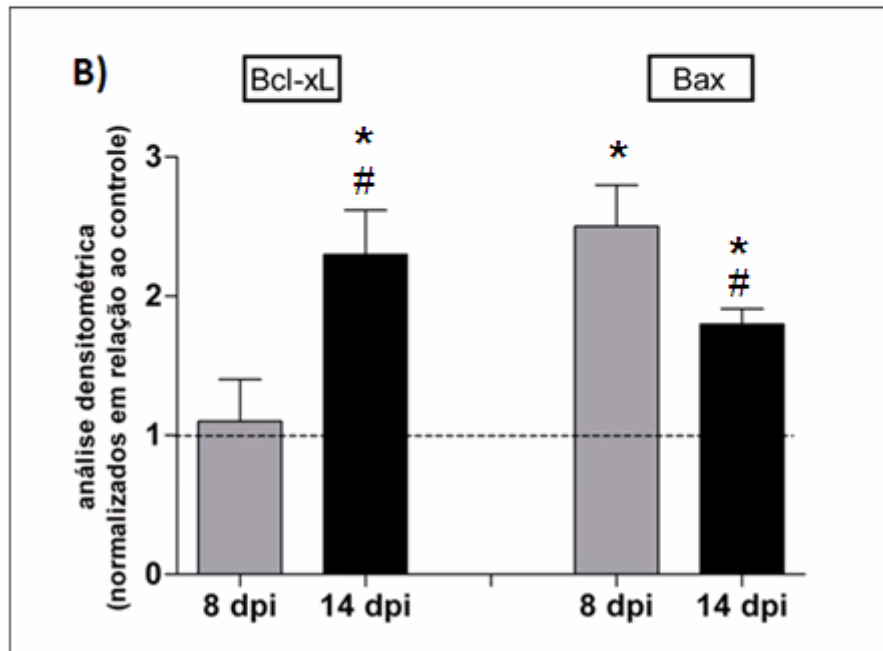 B)
Bcl-xL
Bax
análise densitométrica
(normalizados em relação ao controle)
3
2
1
0
*
#
*
*
#
8 dpi 14 dpi 8 dpi 14 dpi